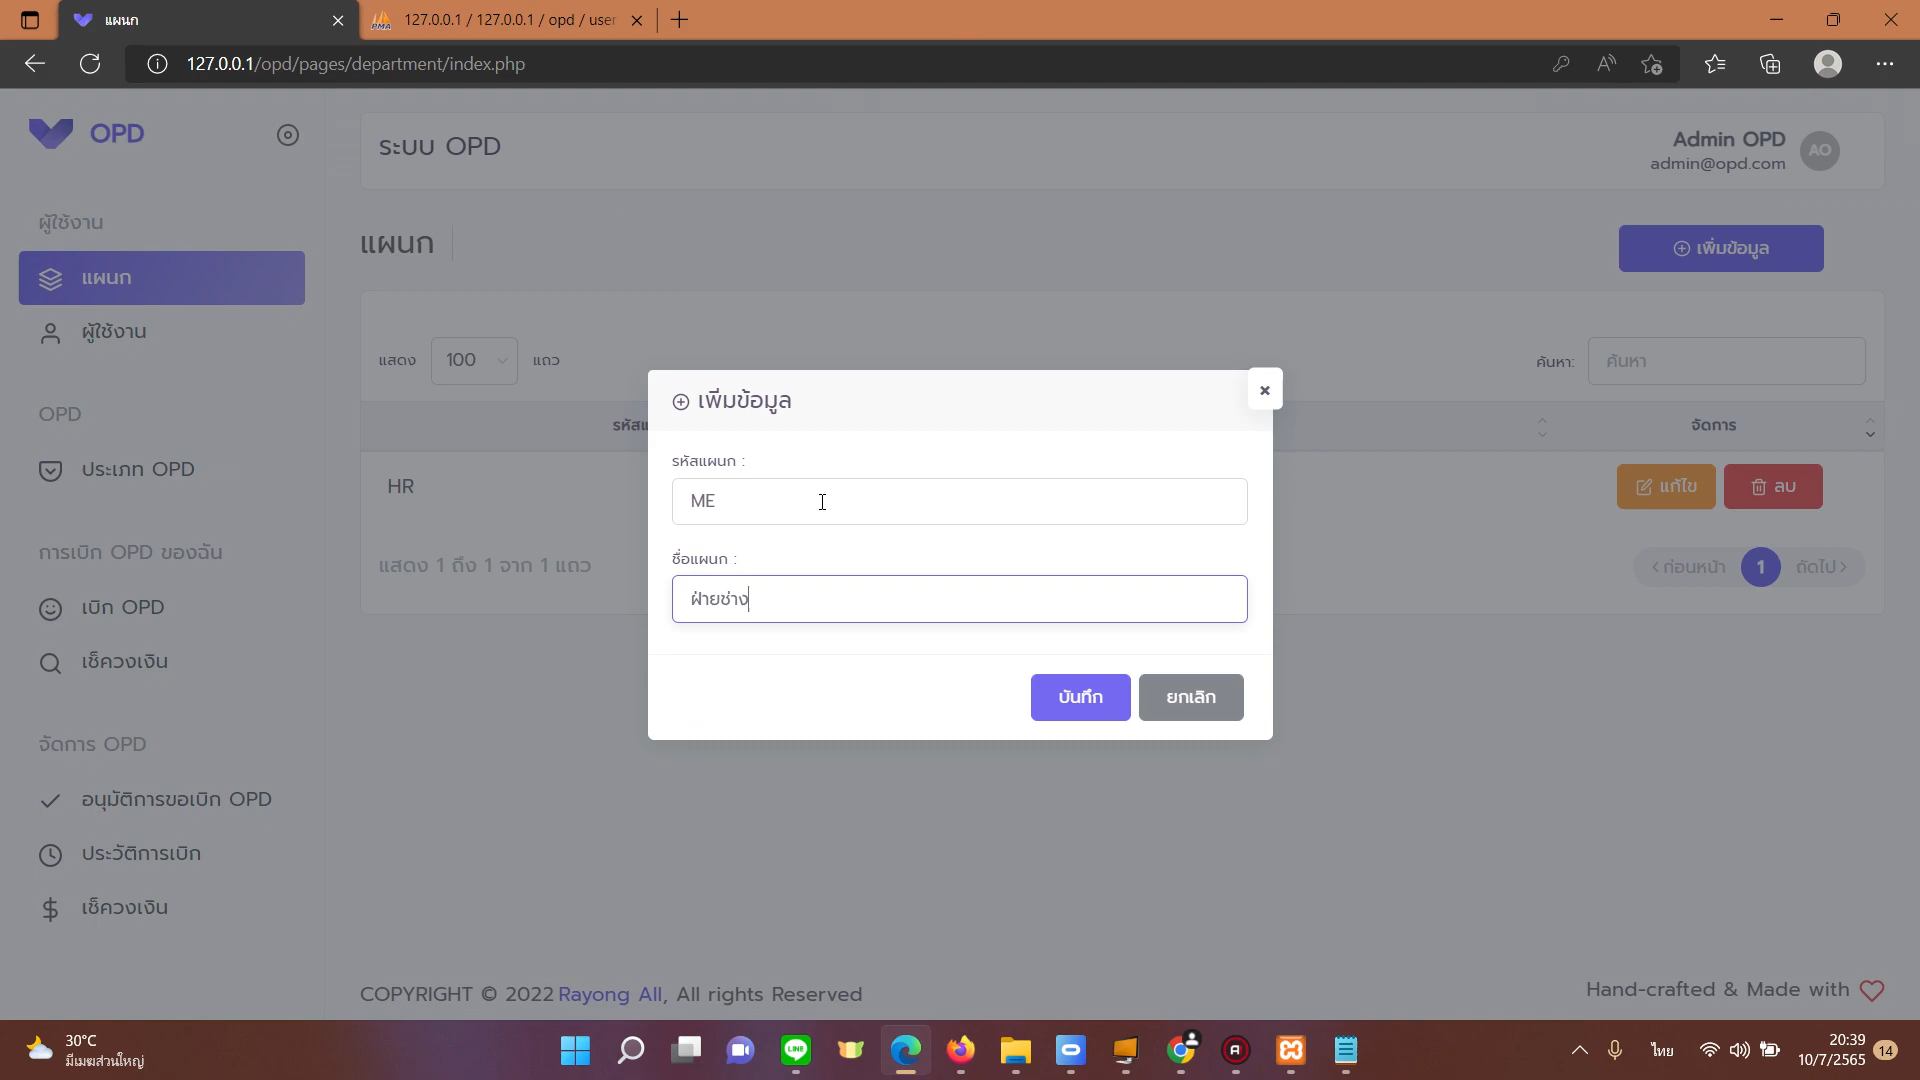 แผนก
127.0.0.1 / 127.0.0.1 / opd / user
127.0.0.1/opd/pages/department/index.php
OPD
ระบบ OPD
Admin OPD
admin@opd.com
AO
ผู้ใช้งาน
แผนก
ผู้ใช้งาน
OPD
ประเภท OPD
การเบิก OPD ของฉัน
เบิก OPD
เช็ควงเงิน
จัดการ OPD
อนุมัติการขอเบิก OPD
ประวัติการเบิก
เช็ควงเงิน
แผนก
เพิ่มข้อมูล
แสดง 100 แถว
ค้นหา: ค้นหา
จัดการ
HR
แก้ไข ลบ
แสดง 1 ถึง 1 จาก 1 แถว
ก่อนหน้า 1 ถัดไป
เพิ่มข้อมูล
รหัสแผนก :
ME
ชื่อแผนก :
ฝ่ายช่าง
บันทึก ยกเลิก
COPYRIGHT © 2022 Rayong All, All rights Reserved
Hand-crafted & Made with
30°C
มีเมฆส่วนใหญ่
LINE
ไทย
20:39
10/7/2565
14